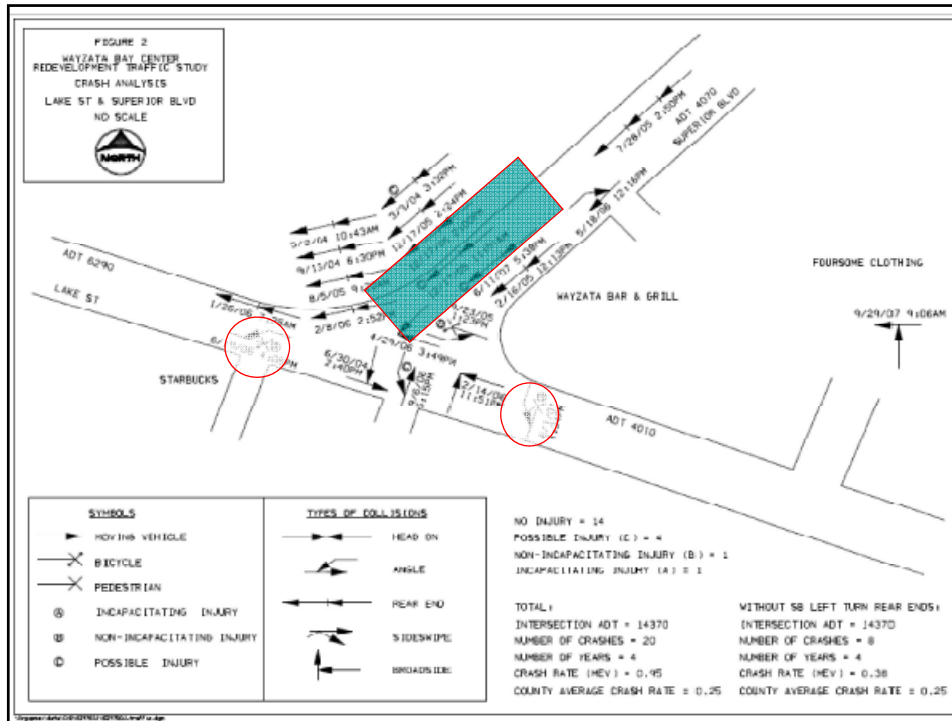 FIGURE 2
WAYZATA BAY CENTER
REDEVELOPMENT TRAFFIC STUDY
CRASH ANALYSIS
LAKE ST & SUPERIOR BLVD
NO SCALE
NORTH
7/28/05 2:50PM
ADT 4070
SUPERIOR BLVD
5/18/06 12:16PM
3/3/04 3:32PM
12/17/05 2:24PM
10:43AM
9/13/04 6:30PM
8/5/05
6/11/07 5:38PM
2/16/05 12:13PM
ADT 6290
LAKE ST
1/26/06
2/8/06 2:52PM
1:23PM
4/29/06 3:49PM
6/30/04
2:40PM
9/6/06
2/14/06
11:51PM
STARBUCKS
WAYZATA BAR & GRILL
FOURSOME CLOTHING
9/29/07 9:06AM
ADT 4010
SYMBOLS
MOVING VEHICLE
BICYCLE
PEDESTRIAN
A INCAPACITATING INJURY
B NON-INCAPACITATING INJURY
C POSSIBLE INJURY
TYPES OF COLLISIONS
HEAD ON
ANGLE
REAR END
SIDESWIPE
BROADSIDE
NO INJURY = 14
POSSIBLE INJURY (C) = 4
NON-INCAPACITATING INJURY (B) = 1
INCAPACITATING INJURY (A) = 1
TOTAL:
INTERSECTION ADT = 14370
NUMBER OF CRASHES = 20
NUMBER OF YEARS = 4
CRASH RATE (MEV) = 0.95
COUNTY AVERAGE CRASH RATE = 0.25
WITHOUT SB LEFT TURN REAR ENDS:
INTERSECTION ADT = 14370
NUMBER OF CRASHES = 8
NUMBER OF YEARS = 4
CRASH RATE (MEV) = 0.38
COUNTY AVERAGE CRASH RATE = 0.25